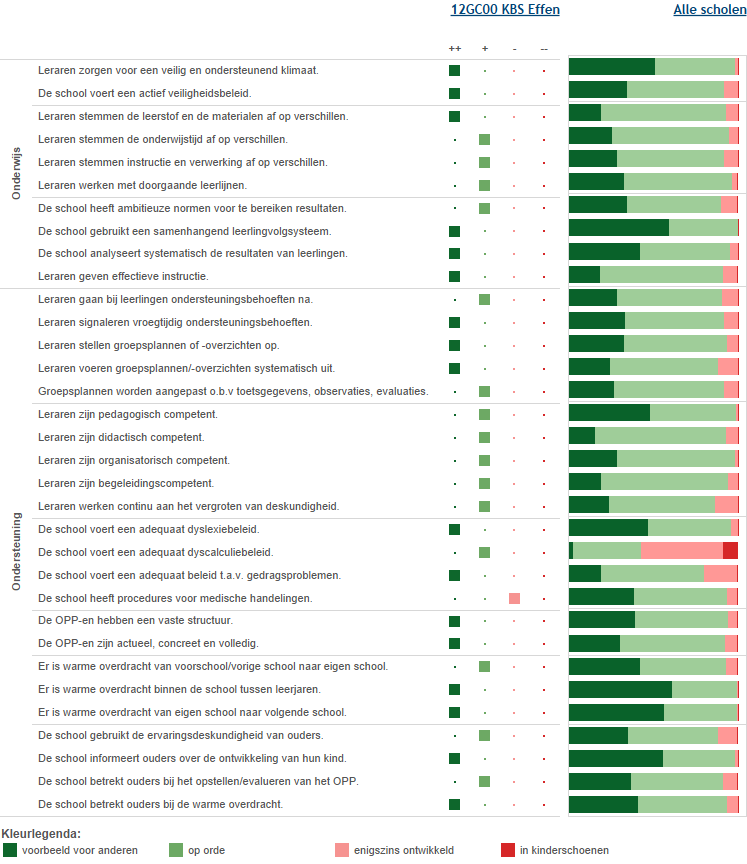 12GC00 KBS Effen Alle scholen
++ + - --
Onderwijs
Leraren zorgen voor een veilig en ondersteunend klimaat.
De school voert een actief veiligheidsbeleid.
Leraren stemmen de leerstof en de materialen af op verschillen.
Leraren stemmen de onderwijstijd af op verschillen.
Leraren stemmen instructie en verwerking af op verschillen.
Leraren werken met doorgaande leerlijnen.
De school heeft ambitieuze normen voor te bereiken resultaten.
De school gebruikt een samenhangend leerlingvolgsysteem.
De school analyseert systematisch de resultaten van leerlingen.
Leraren geven effectieve instructie.
Ondersteuning
Leraren gaan bij leerlingen ondersteuningsbehoeften na.
Leraren signaleren vroegtijdig ondersteuningsbehoeften.
Leraren stellen groepsplannen of -overzichten op.
Leraren voeren groepsplannen/-overzichten systematisch uit.
Groepsplannen worden aangepast o.b.v toetsgegevens, observaties, evaluaties.
Leraren zijn pedagogisch competent.
Leraren zijn didactisch competent.
Leraren zijn organisatorisch competent.
Leraren zijn begeleidingscompetent.
Leraren werken continu aan het vergroten van deskundigheid.
De school voert een adequaat dyslexiebeleid.
De school voert een adequaat dyscalculiebeleid.
De school voert een adequaat beleid t.a.v. gedragsproblemen.
De school heeft procedures voor medische handelingen.
De OPP-en hebben een vaste structuur.
De OPP-en zijn actueel, concreet en volledig.
Er is warme overdracht van voorschool/vorige school naar eigen school.
Er is warme overdracht binnen de school tussen leerjaren.
Er is warme overdracht van eigen school naar volgende school.
De school gebruikt de ervaringsdeskundigheid van ouders.
De school informeert ouders over de ontwikkeling van hun kind.
De school betrekt ouders bij het opstellen/evalueren van het OPP.
De school betrekt ouders bij de warme overdracht.
Kleurlegenda:
voorbeeld voor anderen op orde enigszins ontwikkeld in kinderschoenen